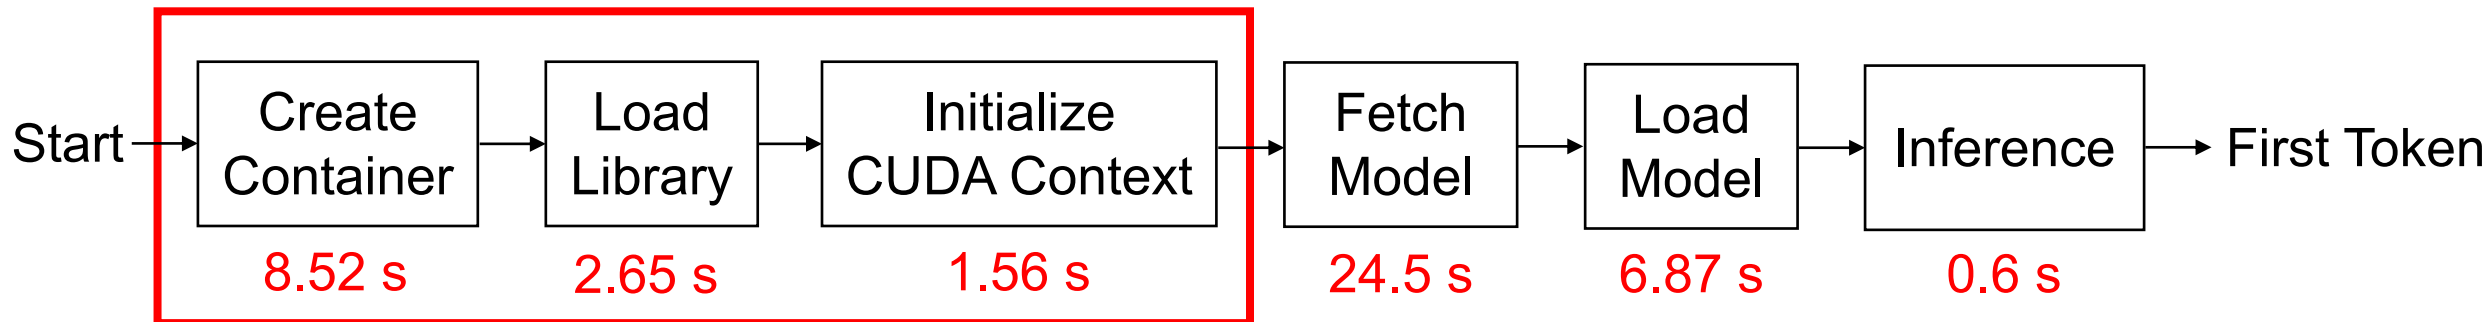 Start
Create
Container
8.52 s
Load
Library
2.65 s
Initialize
CUDA Context
1.56 s
Fetch
Model
24.5 s
Load
Model
6.87 s
Inference
0.6 s
First Token